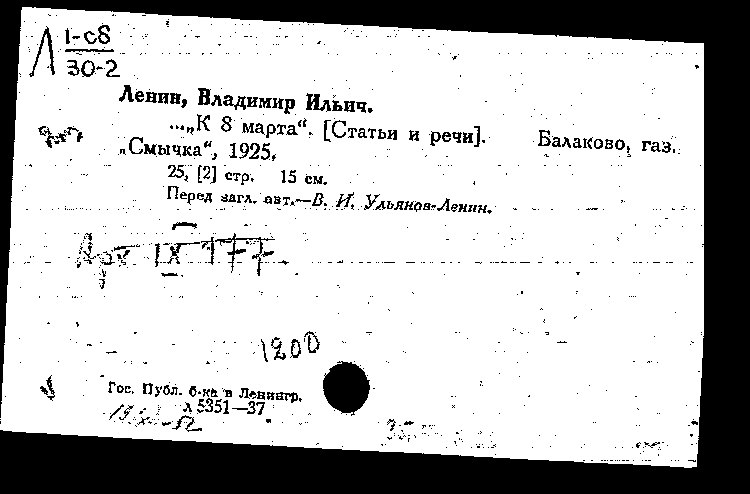 Л 1-с8
30-2
Ленин, Владимир Ильич.
...„К 8 марта“. [Статьи и речи]. Балаково, газ.
„Смычка“, 1925.
25, [2] стр. 15 см.
Перед загл. авт.—В. И. Ульянов-Ленин.
Арх IX 177
1200
Гос. Публ. б-ка в Ленингр.
л 5351—37